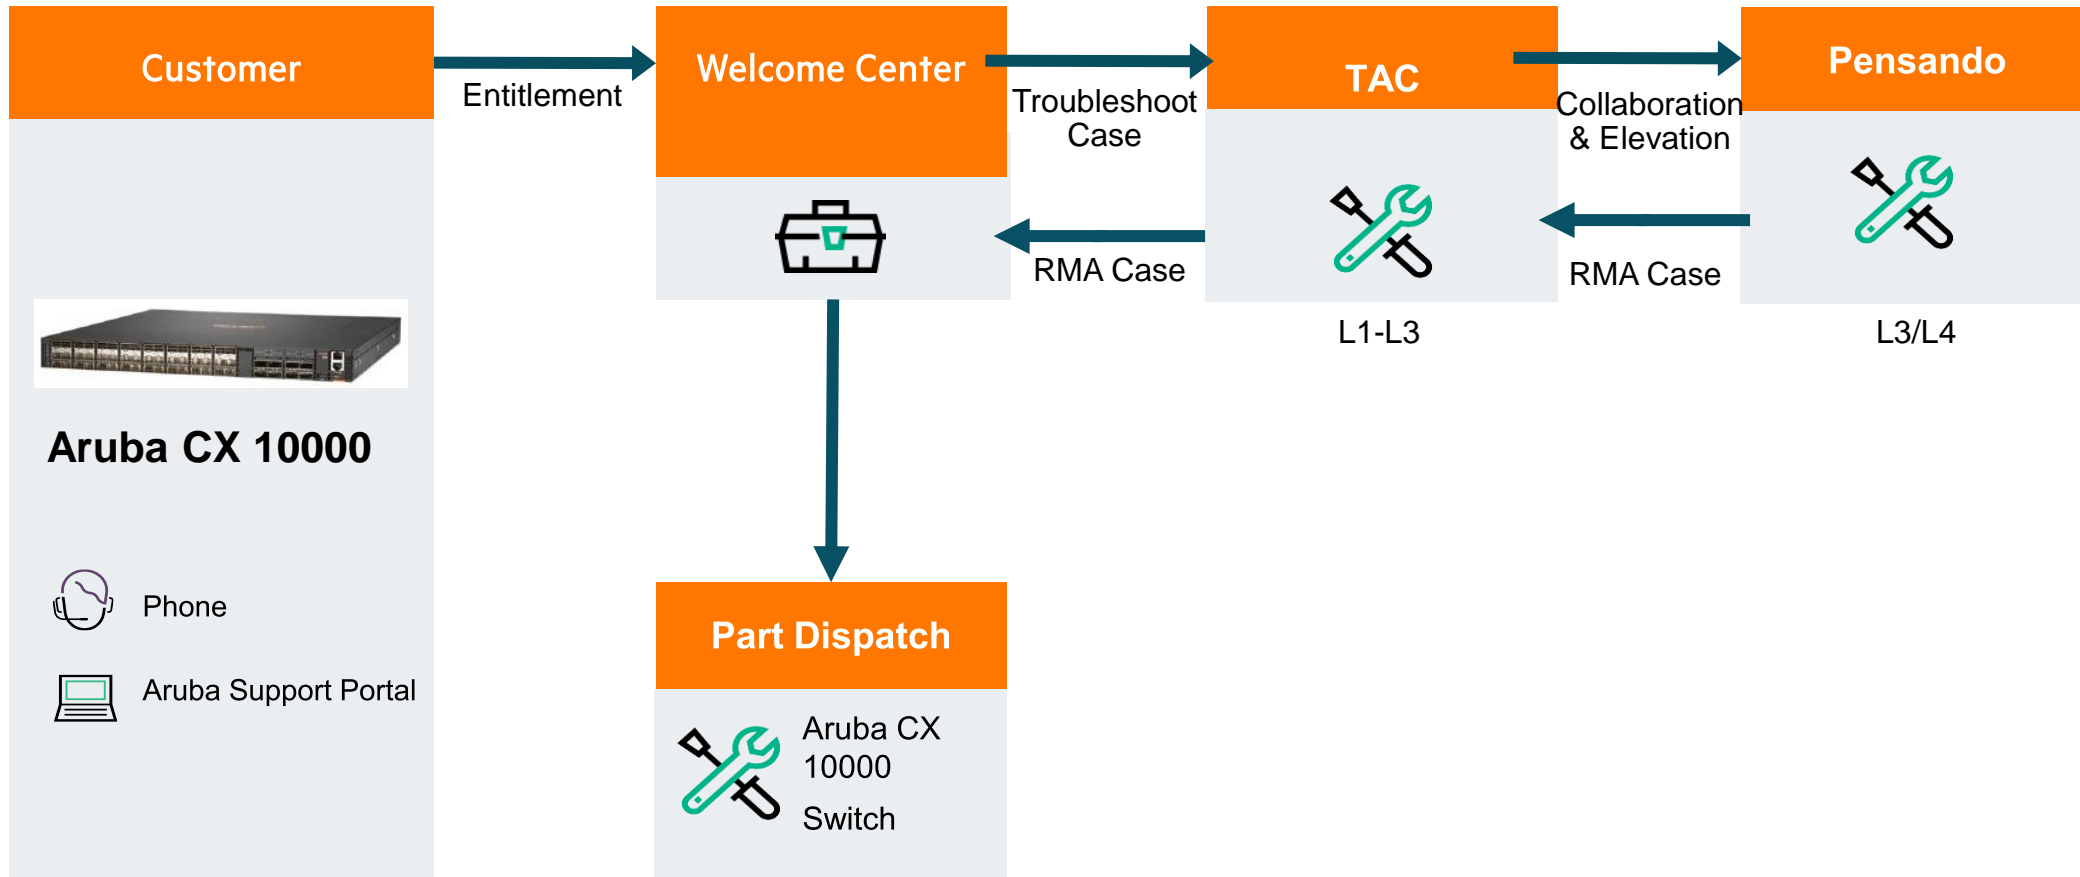 Customer
Entitlement
Welcome Center
Troubleshoot
Case
TAC
Collaboration
& Elevation
Pensando
RMA Case
RMA Case
L1-L3
L3/L4
Aruba CX 10000
Phone
Aruba Support Portal
Part Dispatch
Aruba CX
10000
Switch